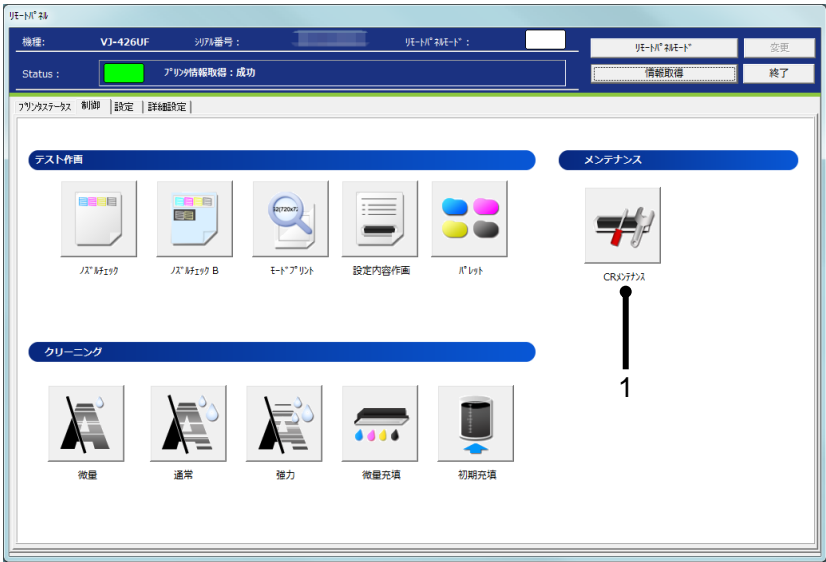 リモートパネル
機種:
VJ-426UF
シリアル番号:
リモートパネルモード:
リモートパネルモード
変更
Status :
プリンタ情報取得:成功
情報取得
終了
プリンタステータス
制御
設定
詳細設定
テスト作画
メンテナンス
ノズルチェック
ノズルチェック B
モードプリント
設定内容作画
パレット
CRメンテナンス
クリーニング
1
微量
通常
強力
微量充填
初期充填